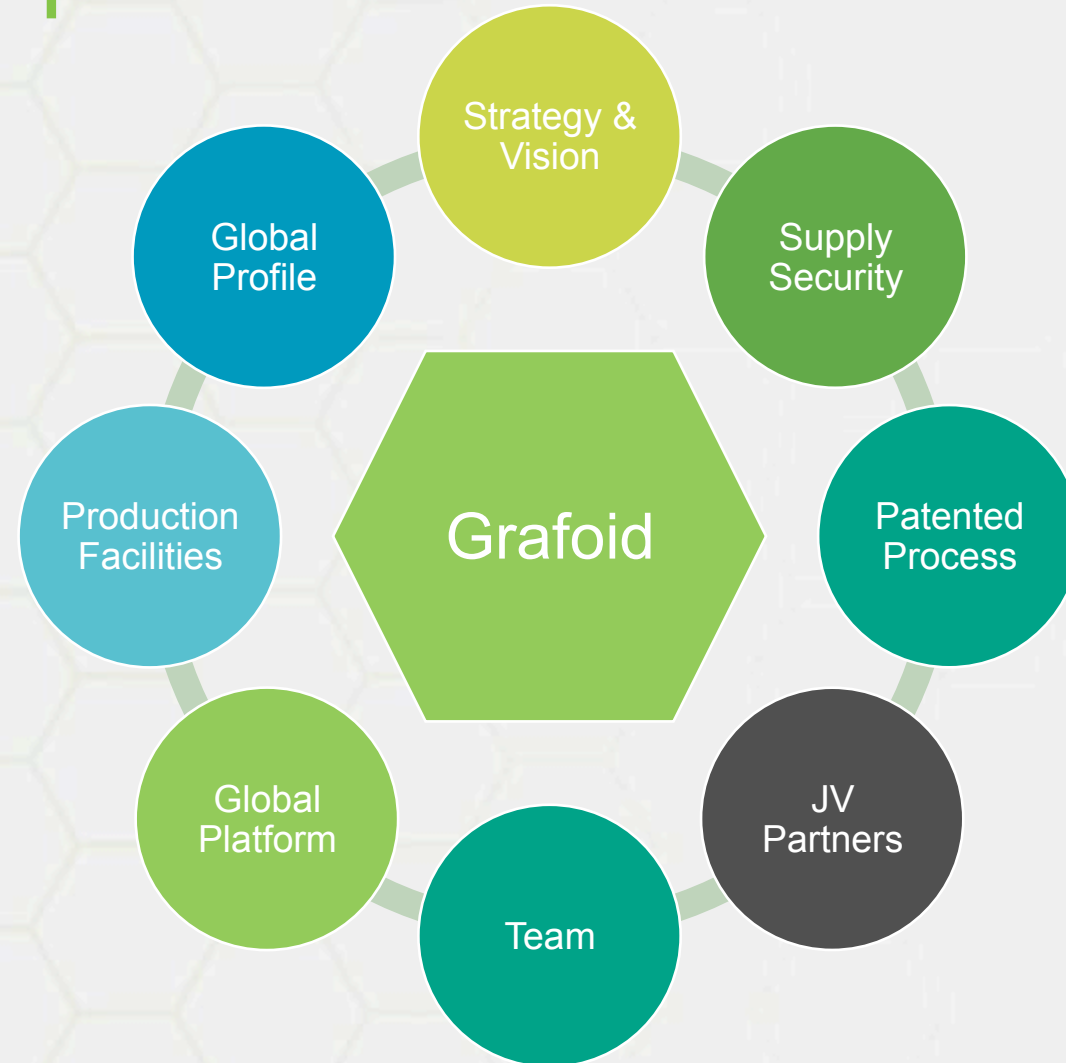 Strategy &
Vision
Supply
Security
Patented
Process
JV
Partners
Team
Global
Platform
Production
Facilities
Global
Profile
Grafoid